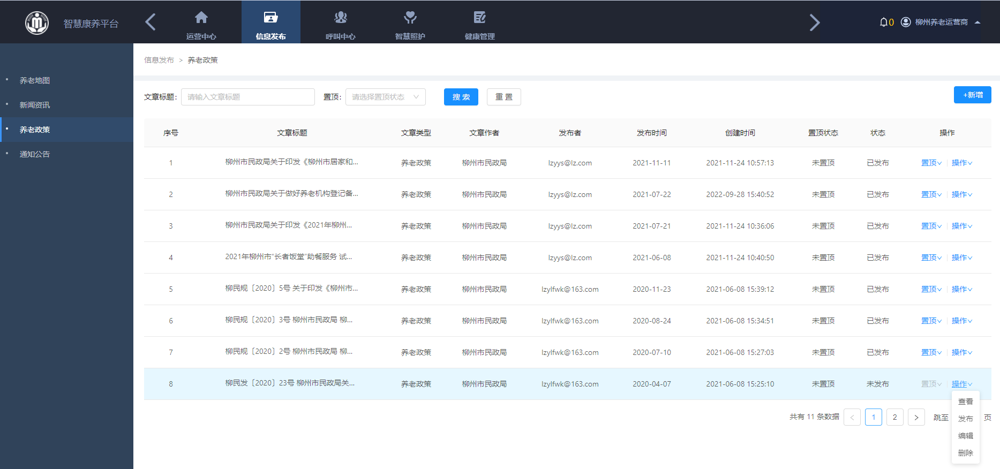 智慧康养平台
运营中心
信息发布
呼叫中心
智慧照护
健康管理
0
柳州养老运营商
养老地图
新闻资讯
养老政策
通知公告
信息发布 > 养老政策
文章标题: 请输入文章标题 置顶: 请选择置顶状态 搜 索 重 置 +新增
序号 文章标题 文章类型 文章作者 发布者 发布时间 创建时间 置顶状态 状态 操作
1 柳州市民政局关于印发《柳州市居家和... 养老政策 柳州市民政局 lzyys@lz.com 2021-11-11 2021-11-24 10:57:13 未置顶 已发布 置顶 操作
2 柳州市民政局关于做好养老机构登记备... 养老政策 柳州市民政局 lzyys@lz.com 2021-07-22 2022-09-28 15:40:52 未置顶 已发布 置顶 操作
3 柳州市民政局关于印发《2021年柳州... 养老政策 柳州市民政局 lzyys@lz.com 2021-07-21 2021-11-24 10:36:06 未置顶 已发布 置顶 操作
4 2021年柳州市“长者饭堂”助餐服务 试... 养老政策 柳州市民政局 lzyys@lz.com 2021-06-08 2021-11-24 10:40:50 未置顶 已发布 置顶 操作
5 柳民规〔2020〕5号 关于印发《柳州市... 养老政策 柳州市民政局 lzylfwk@163.com 2020-11-23 2021-06-08 15:39:12 未置顶 已发布 置顶 操作
6 柳民规〔2020〕3号 柳州市民政局 柳... 养老政策 柳州市民政局 lzylfwk@163.com 2020-08-24 2021-06-08 15:34:51 未置顶 已发布 置顶 操作
7 柳民规〔2020〕2号 柳州市民政局 柳... 养老政策 柳州市民政局 lzylfwk@163.com 2020-07-10 2021-06-08 15:27:03 未置顶 已发布 置顶 操作
8 柳民发〔2020〕23号 柳州市民政局关... 养老政策 柳州市民政局 lzylfwk@163.com 2020-04-07 2021-06-08 15:25:10 未置顶 未发布 置顶 操作
查看
发布
编辑
删除
共有 11 条数据 < 1 2 > 跳至 页